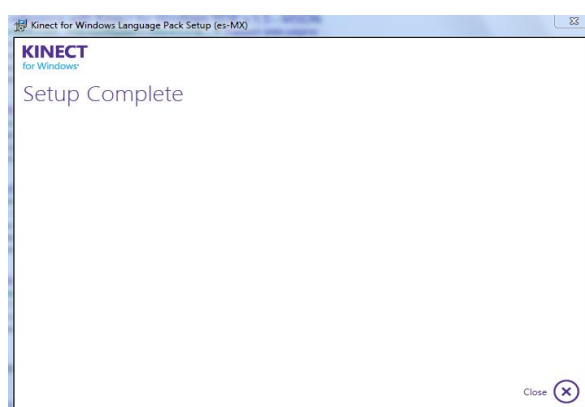 Kinect for Windows Language Pack Setup (es-MX)
KINECT
for Windows
Setup Complete
Close